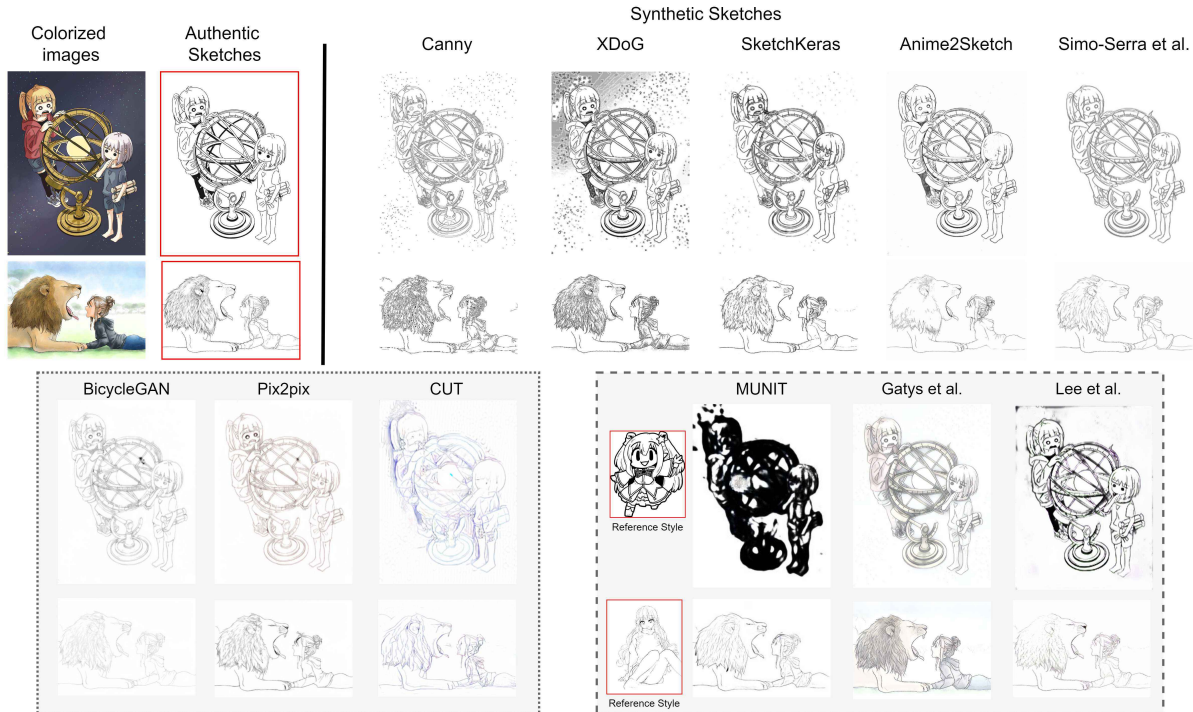 Synthetic Sketches
Colorized
images
Authentic
Sketches
Canny
XDoG
SketchKeras
Anime2Sketch
Simo-Serra et al.
BicycleGAN
Pix2pix
CUT
MUNIT
Gatys et al.
Lee et al.
Reference Style
Reference Style